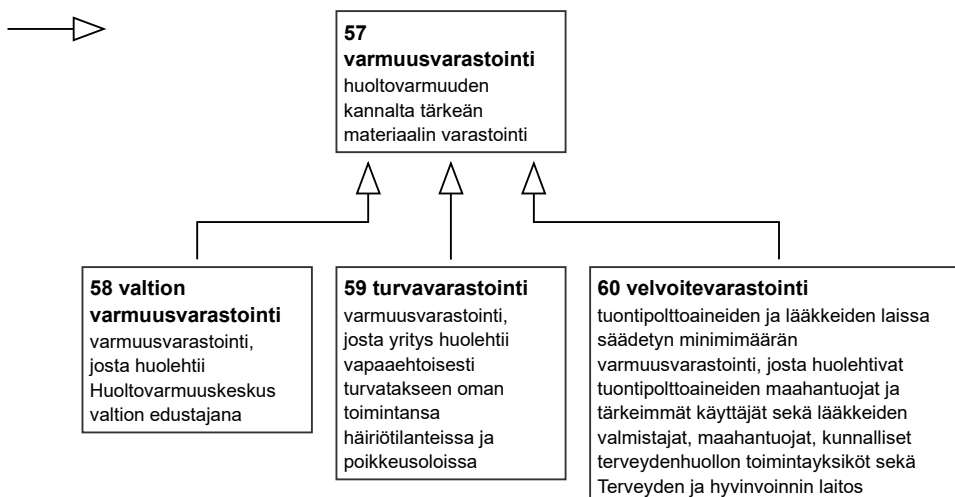 57
varmuusvarastointi
huoltovarmuuden
kannalta tärkeän
materiaalin varastointi
58 valtion
varmuusvarastointi
varmuusvarastointi,
josta huolehtii
Huoltovarmuuskeskus
valtion edustajana
59 turvavarastointi
varmuusvarastointi,
josta yritys huolehtii
vapaaehtoisesti
turvatakseen oman
toimintansa
häiriötilanteissa ja
poikkeusoloissa
60 velvoitevarastointi
tuontipolttoaineiden ja lääkkeiden laissa
säädetyn minimimäärän
varmuusvarastointi, josta huolehtivat
tuontipolttoaineiden maahantuojat ja
tärkeimmät käyttäjät sekä lääkkeiden
valmistajat, maahantuojat, kunnalliset
terveydenhuollon toimintayksiköt sekä
Terveyden ja hyvinvoinnin laitos